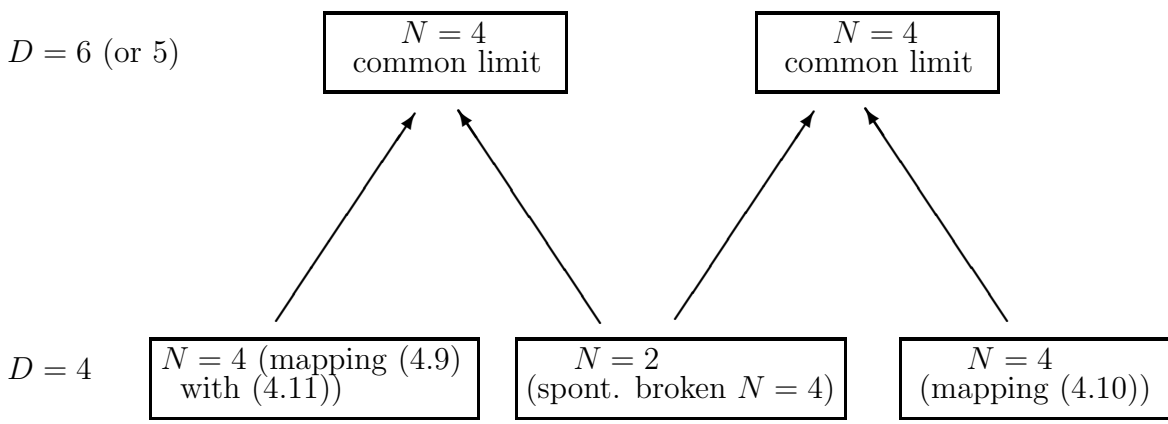 D = 6 (or 5)
N = 4
common limit
N = 4
common limit
D = 4
N = 4 (mapping (4.9)
with (4.11))
N = 2
(spont. broken N = 4)
N = 4
(mapping (4.10))